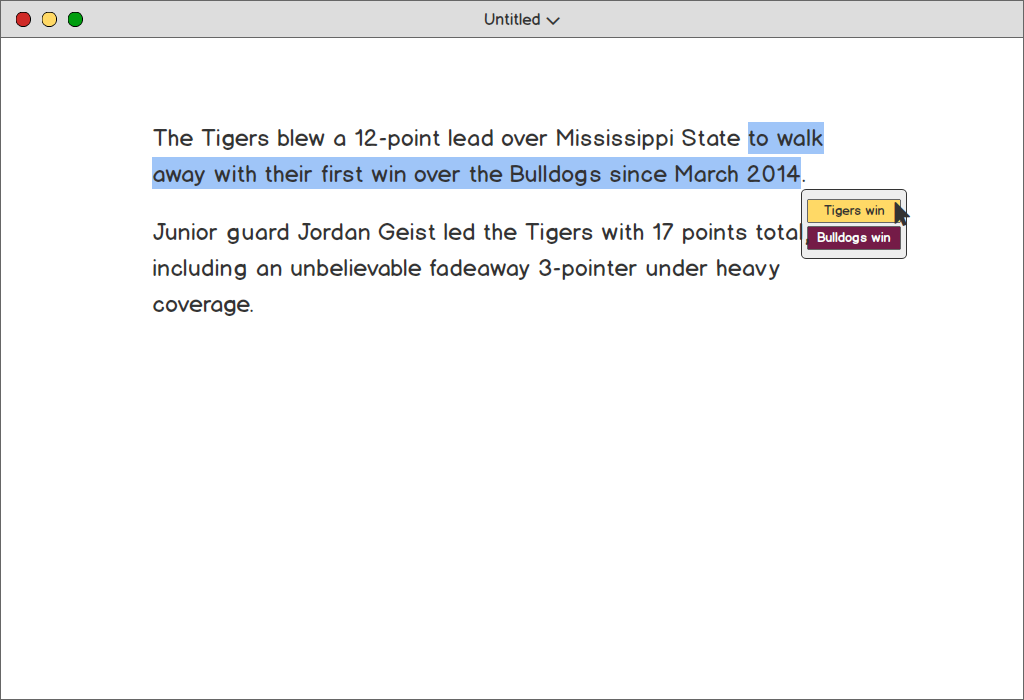 Untitled
The Tigers blew a 12-point lead over Mississippi State to walk
away with their first win over the Bulldogs since March 2014.
Tigers win
Bulldogs win
Junior guard Jordan Geist led the Tigers with 17 points total,
including an unbelievable fadeaway 3-pointer under heavy
coverage.